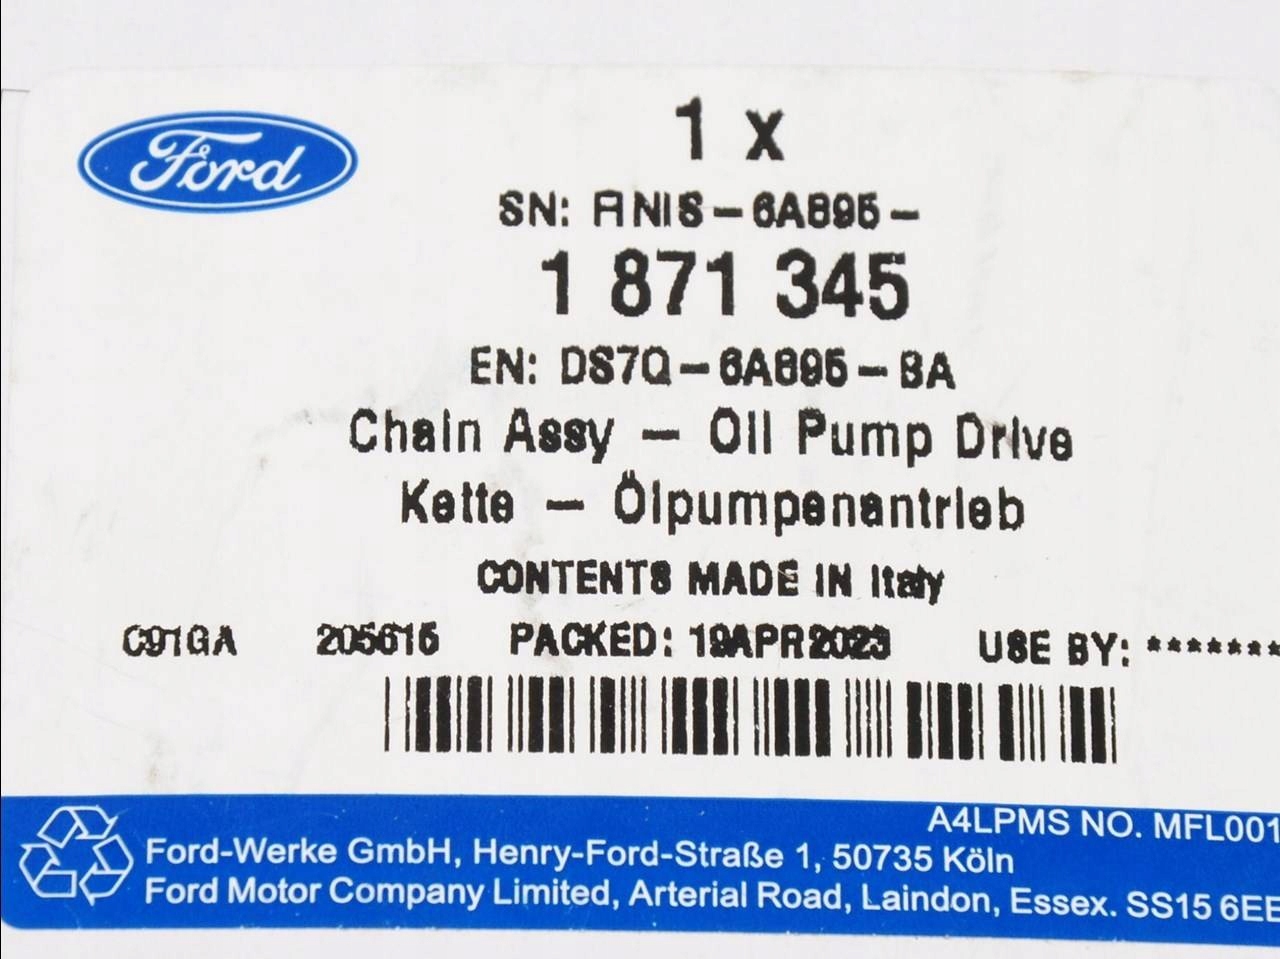 Ford
1 x
SN: ANIS-6A895-
1 871 345
EN: DS7Q-6A895-BA
Chain Assy - Oil Pump Drive
Kette - Ölpumpenantrieb
CONTENTS MADE IN Italy
C91GA 205615 PACKED: 19APR2023 USE BY: *******
A4LPMS NO. MFL001
Ford-Werke GmbH, Henry-Ford-Straße 1, 50735 Köln
Ford Motor Company Limited, Arterial Road, Laindon, Essex. SS15 6EE